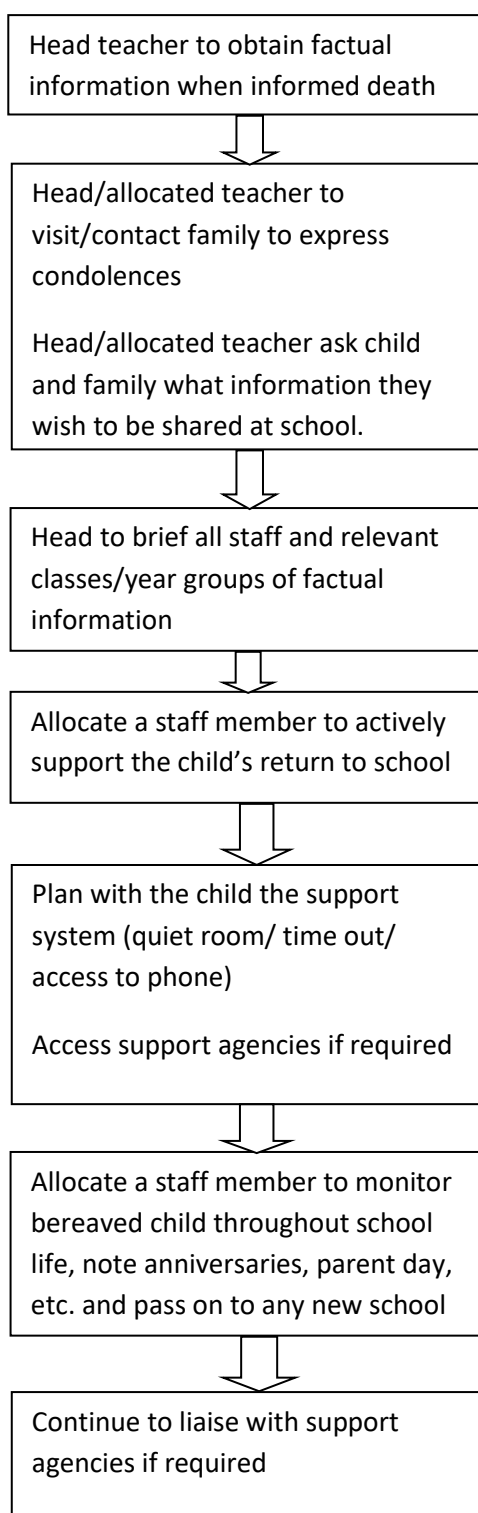 Head teacher to obtain factual
information when informed death
Head/allocated teacher to
visit/contact family to express
condolences
Head/allocated teacher ask child
and family what information they
wish to be shared at school.
Head to brief all staff and relevant
classes/year groups of factual
information
Allocate a staff member to actively
support the child’s return to school
Plan with the child the support
system (quiet room/ time out/
access to phone)
Access support agencies if required
Allocate a staff member to monitor
bereaved child throughout school
life, note anniversaries, parent day,
etc. and pass on to any new school
Continue to liaise with support
agencies if required